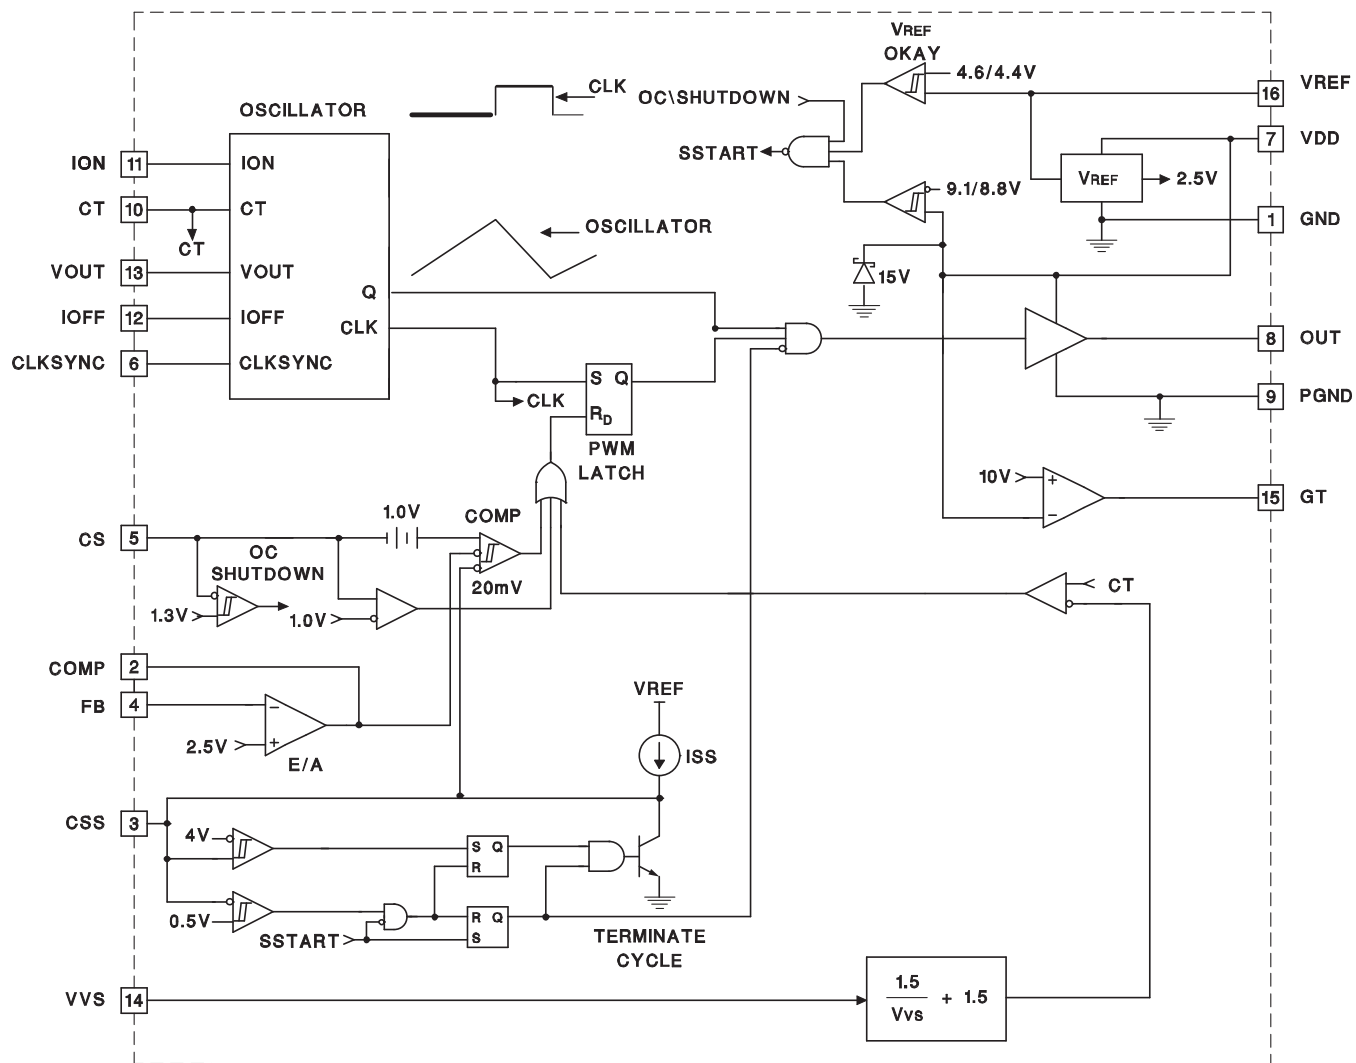 VREF
OKAY
4.6/4.4V
CLK
OC\SHUTDOWN
OSCILLATOR
16 VREF
7 VDD
SSTART
ION 11 ION
VREF
2.5V
9.1/8.8V
CT 10 CT
CT
1 GND
OSCILLATOR
VOUT 13 VOUT
15V
Q
IOFF 12 IOFF
CLK
8 OUT
CLKSYNC 6 CLKSYNC
S Q
CLK
RD
9 PGND
PWM
LATCH
10V
+
−
15 GT
1.0V
COMP
CS 5
OC
SHUTDOWN
20mV
CT
1.3V
1.0V
COMP 2
FB 4
−
VREF
2.5V
+
E/A
ISS
CSS 3
4V
S Q
R
0.5V
R Q
S
SSTART
TERMINATE
CYCLE
VVS 14
1.5
Vvs
+ 1.5